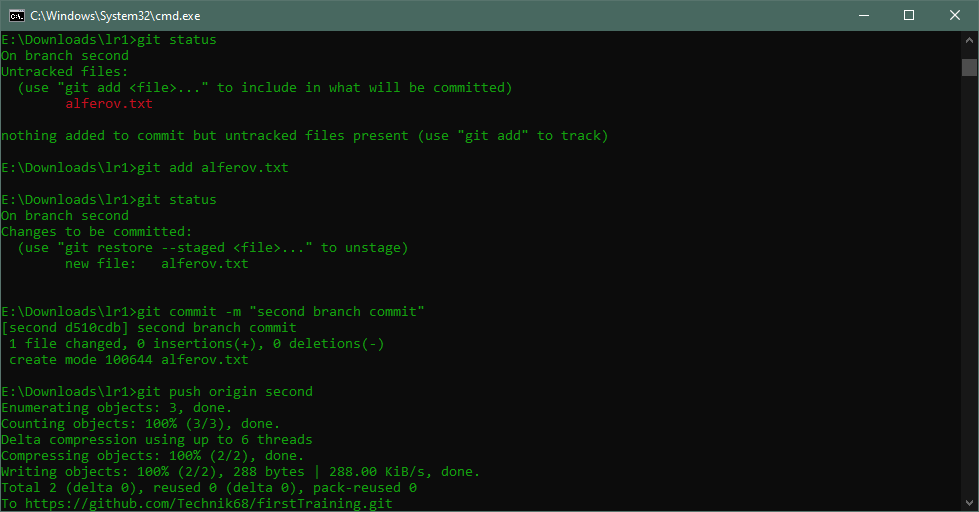 C:\Windows\System32\cmd.exe
E:\Downloads\lr1>git status
On branch second
Untracked files:
  (use "git add <file>..." to include in what will be committed)
        alferov.txt

nothing added to commit but untracked files present (use "git add" to track)

E:\Downloads\lr1>git add alferov.txt

E:\Downloads\lr1>git status
On branch second
Changes to be committed:
  (use "git restore --staged <file>..." to unstage)
        new file:   alferov.txt


E:\Downloads\lr1>git commit -m "second branch commit"
[second d510cdb] second branch commit
 1 file changed, 0 insertions(+), 0 deletions(-)
 create mode 100644 alferov.txt

E:\Downloads\lr1>git push origin second
Enumerating objects: 3, done.
Counting objects: 100% (3/3), done.
Delta compression using up to 6 threads
Compressing objects: 100% (2/2), done.
Writing objects: 100% (2/2), 288 bytes | 288.00 KiB/s, done.
Total 2 (delta 0), reused 0 (delta 0), pack-reused 0
To https://github.com/Technik68/firstTraining.git